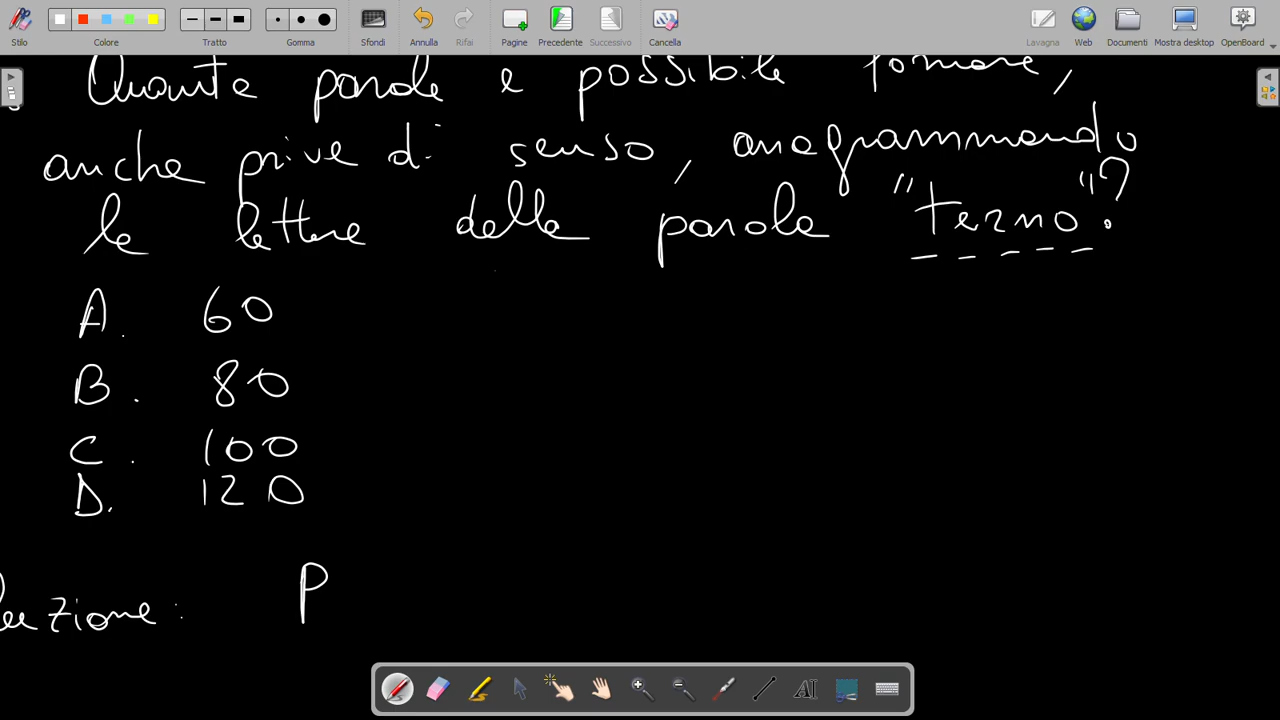 Stilo Colore Tratto Gomma Sfondi Annulla Rifai Pagine Precedente Successivo Cancella Lavagna Web Documenti Mostra desktop OpenBoard
Quante parole è possibile formare,
anche prive di senso, anagrammando
le lettere della parola "terno"?
A. 60
B. 80
C. 100
D. 120
P